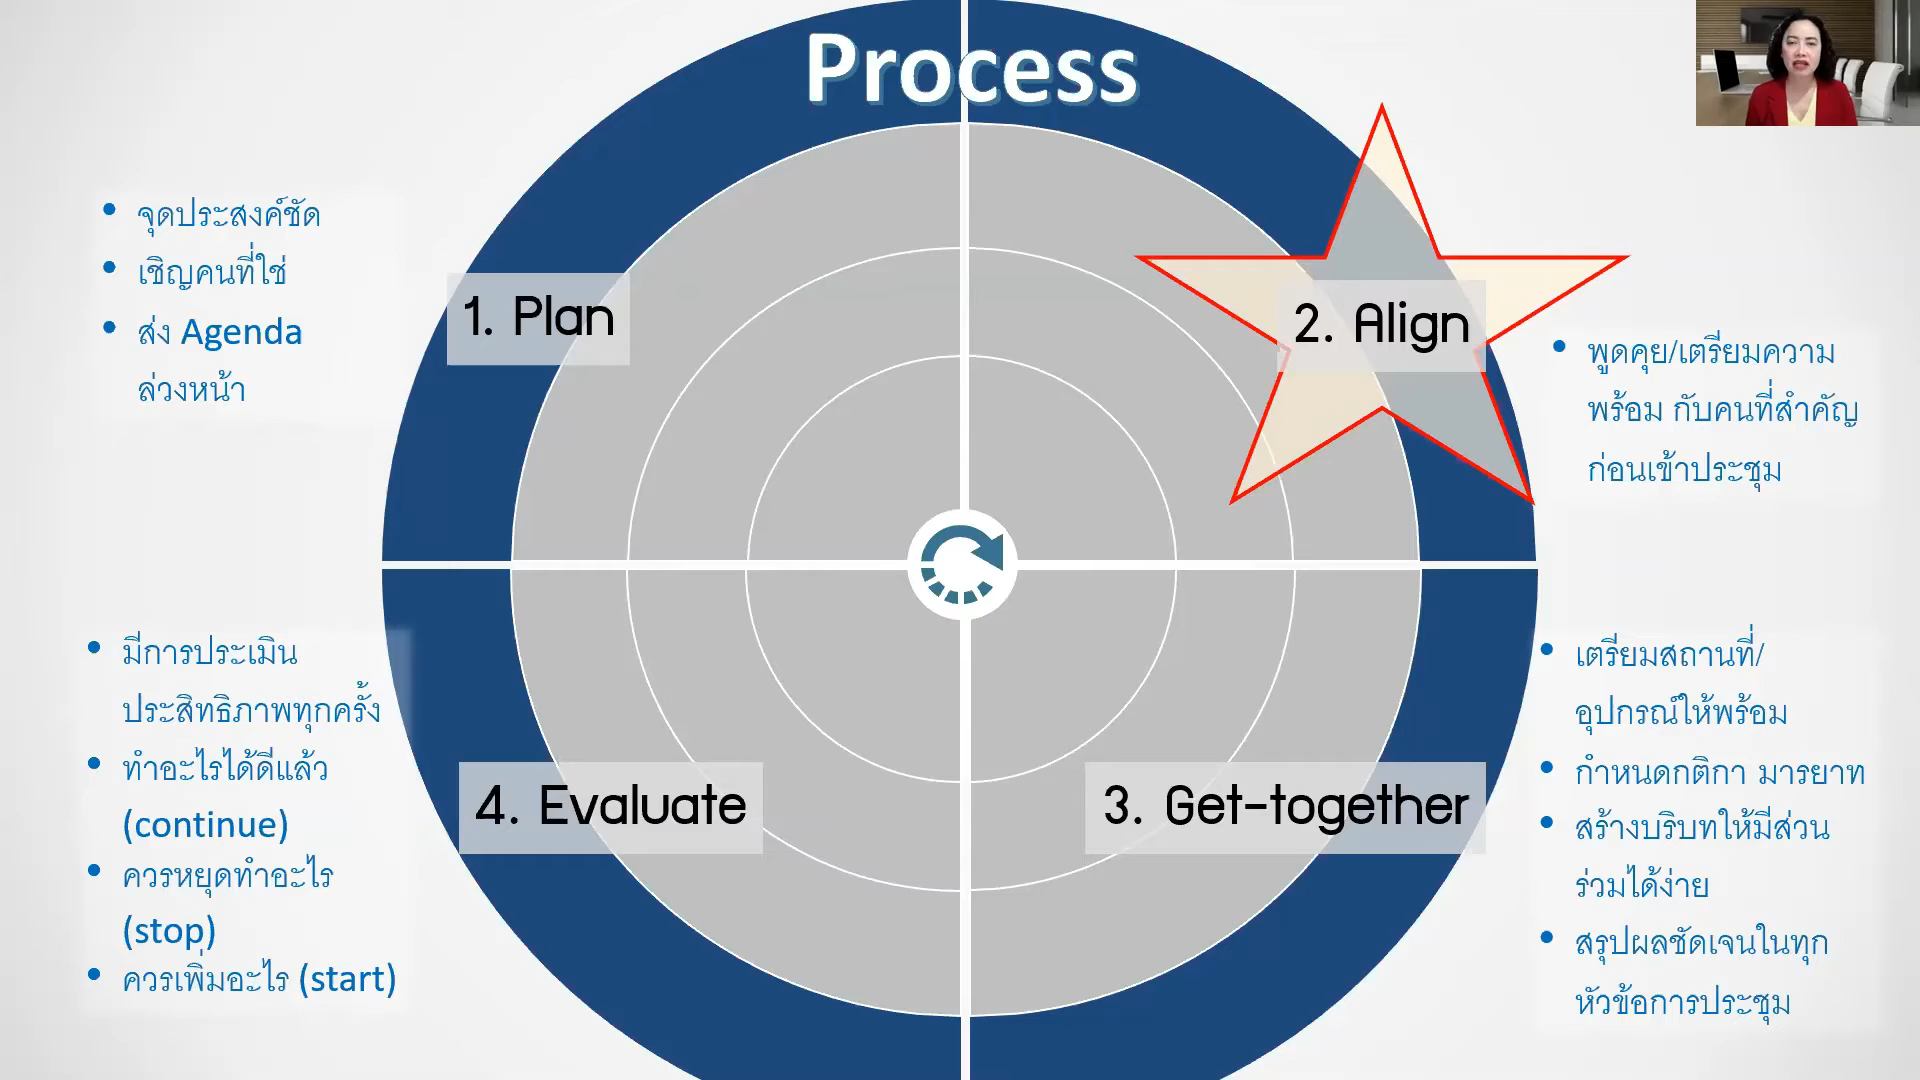 Process
• จุดประสงค์ชัด
• เชิญคนที่ใช่
• ส่ง Agenda
ล่วงหน้า
1. Plan
2. Align
• พูดคุย/เตรียมความ
พร้อม กับคนที่สำคัญ
ก่อนเข้าประชุม
3. Get-together
• เตรียมสถานที่/
อุปกรณ์ให้พร้อม
• กำหนดกติกา มารยาท
• สร้างบริบทให้มีส่วน
ร่วมได้ง่าย
• สรุปผลชัดเจนในทุก
หัวข้อการประชุม
4. Evaluate
• มีการประเมิน
ประสิทธิภาพทุกครั้ง
• ทำอะไรได้ดีแล้ว
(continue)
• ควรหยุดทำอะไร
(stop)
• ควรเพิ่มอะไร (start)